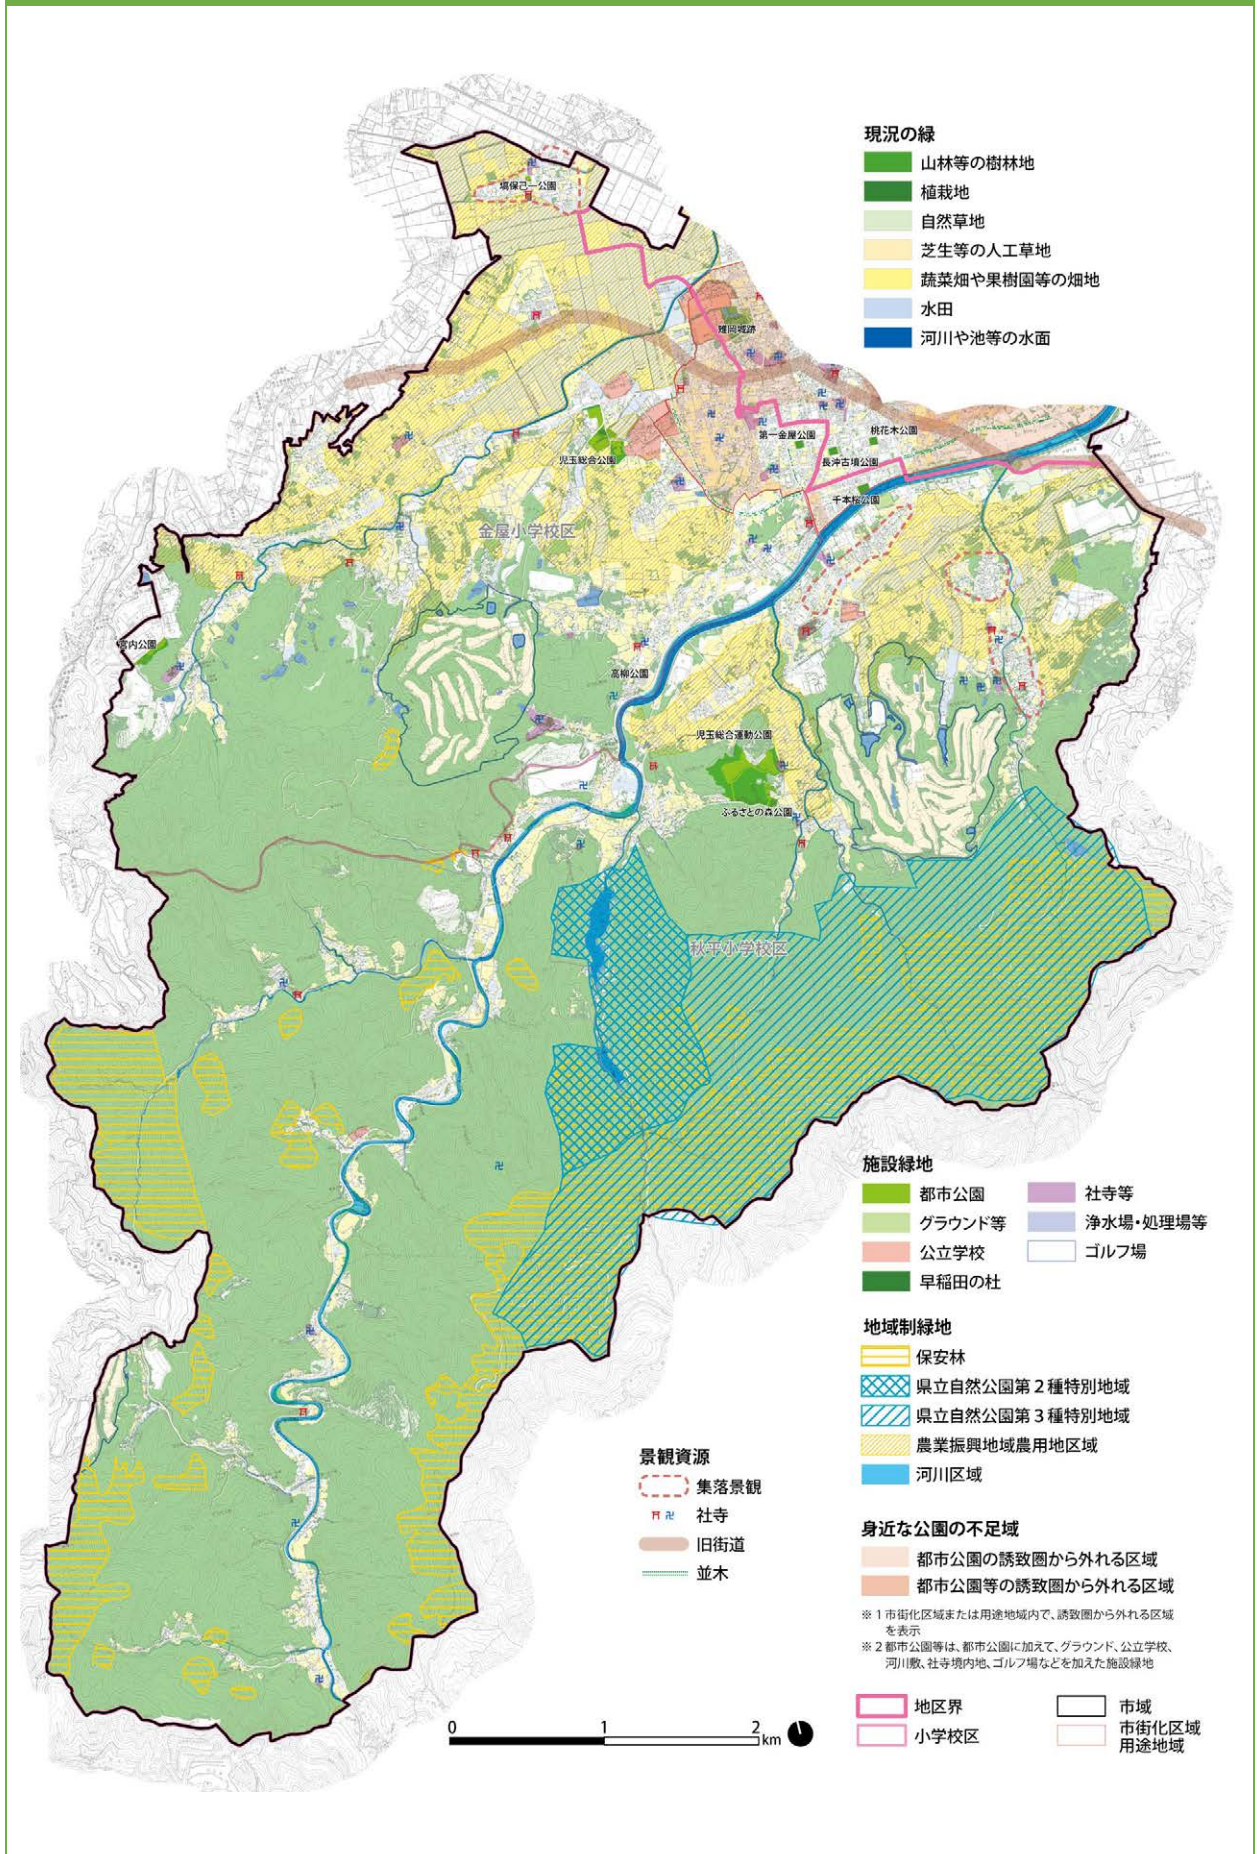 現況の緑
山林等の樹林地
植栽地
自然草地
芝生等の人工草地
蔬菜畑や果樹園等の畑地
水田
河川や池等の水面
塙保己一公園
雉岡城跡
第一金屋公園
桃花木公園
児玉総合公園
長沖古墳公園
千本桜公園
金屋小学校区
宮内公園
高柳公園
児玉総合運動公園
ふるさとの森公園
秋平小学校区
施設緑地
都市公園
グラウンド等
公立学校
早稲田の杜
社寺等
浄水場・処理場等
ゴルフ場
地域制緑地
保安林
県立自然公園第2種特別地域
県立自然公園第3種特別地域
農業振興地域農用地区域
河川区域
景観資源
集落景観
社寺
旧街道
並木
身近な公園の不足域
都市公園の誘致圏から外れる区域
都市公園等の誘致圏から外れる区域
※1市街化区域または用途地域内で、誘致圏から外れる区域
を表示
※2都市公園等は、都市公園に加えて、グラウンド、公立学校、
河川敷、社寺境内地、ゴルフ場などを加えた施設緑地
地区界
小学校区
市域
市街化区域
用途地域
0 1 2 km